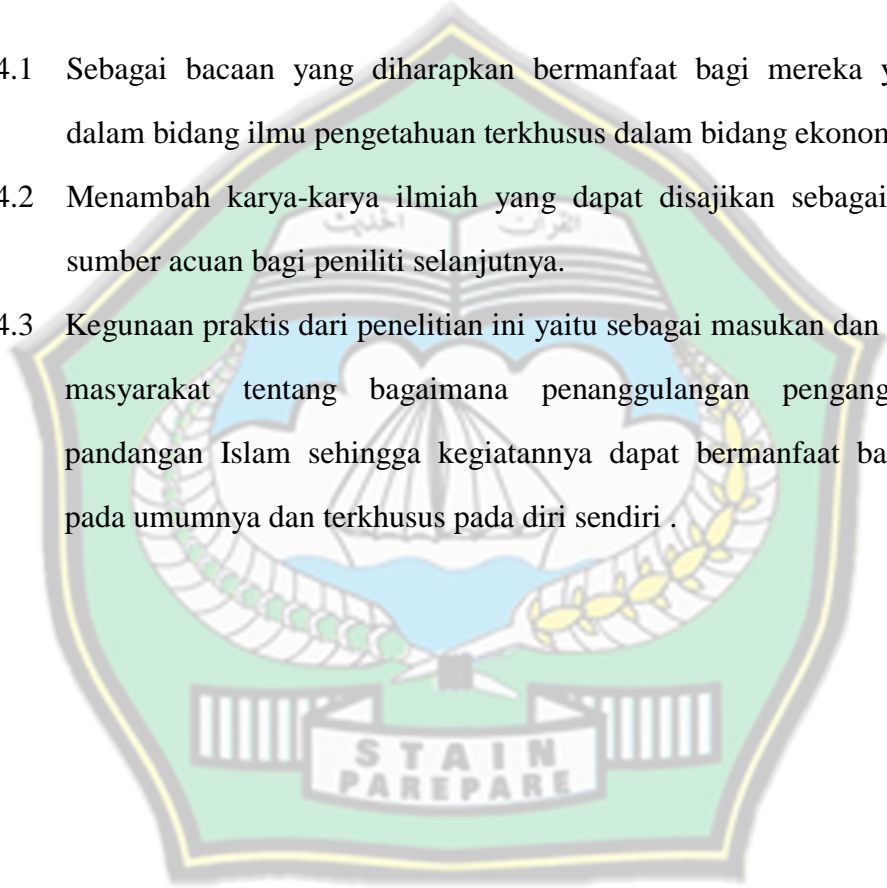 4.1 Sebagai bacaan yang diharapkan bermanfaat bagi mereka
dalam bidang ilmu pengetahuan terkhusus dalam bidang
4.2 Menambah karya-karya ilmiah yang dapat disajikan sebagai
sumber acuan bagi peniliti selanjutnya.
4.3 Kegunaan praktis dari penelitian ini yaitu sebagai masukan dan
masyarakat tentang bagaimana penanggulangan
pandangan Islam sehingga kegiatannya dapat bermanfaat
pada umumnya dan terkhusus pada diri sendiri .
الحديث القرآن
STAIN
PAREPARE